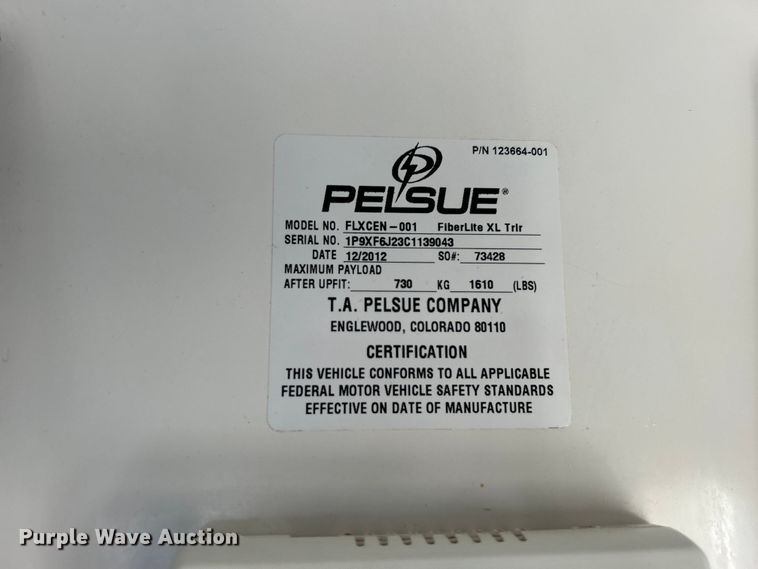 P/N 123664-001
PELSUE®
MODEL NO. FLXCEN-001 FiberLite XL Trlr
SERIAL NO. 1P9XF6J23C1139043
DATE 12/2012 SO#: 73428
MAXIMUM PAYLOAD
AFTER UPFIT: 730 KG 1610 (LBS)
T.A. PELSUE COMPANY
ENGLEWOOD, COLORADO 80110
CERTIFICATION
THIS VEHICLE CONFORMS TO ALL APPLICABLE
FEDERAL MOTOR VEHICLE SAFETY STANDARDS
EFFECTIVE ON DATE OF MANUFACTURE
Purple Wave Auction